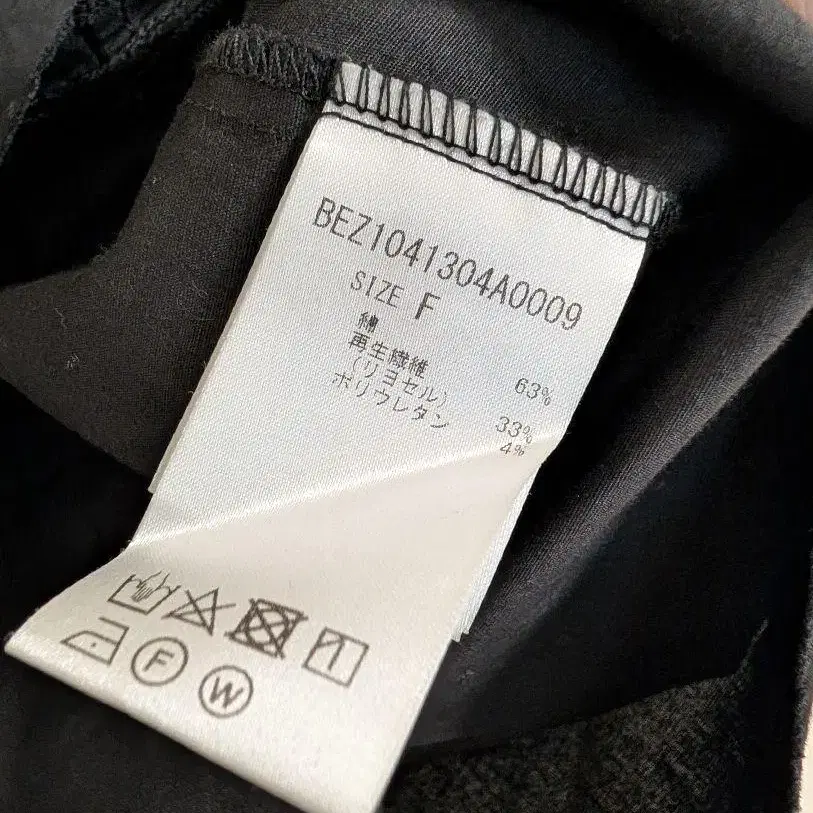 BEZ1041304A0009
SIZE F
綿 63%
再生繊維
(リヨセル) 33%
ポリウレタン 4%
F
W